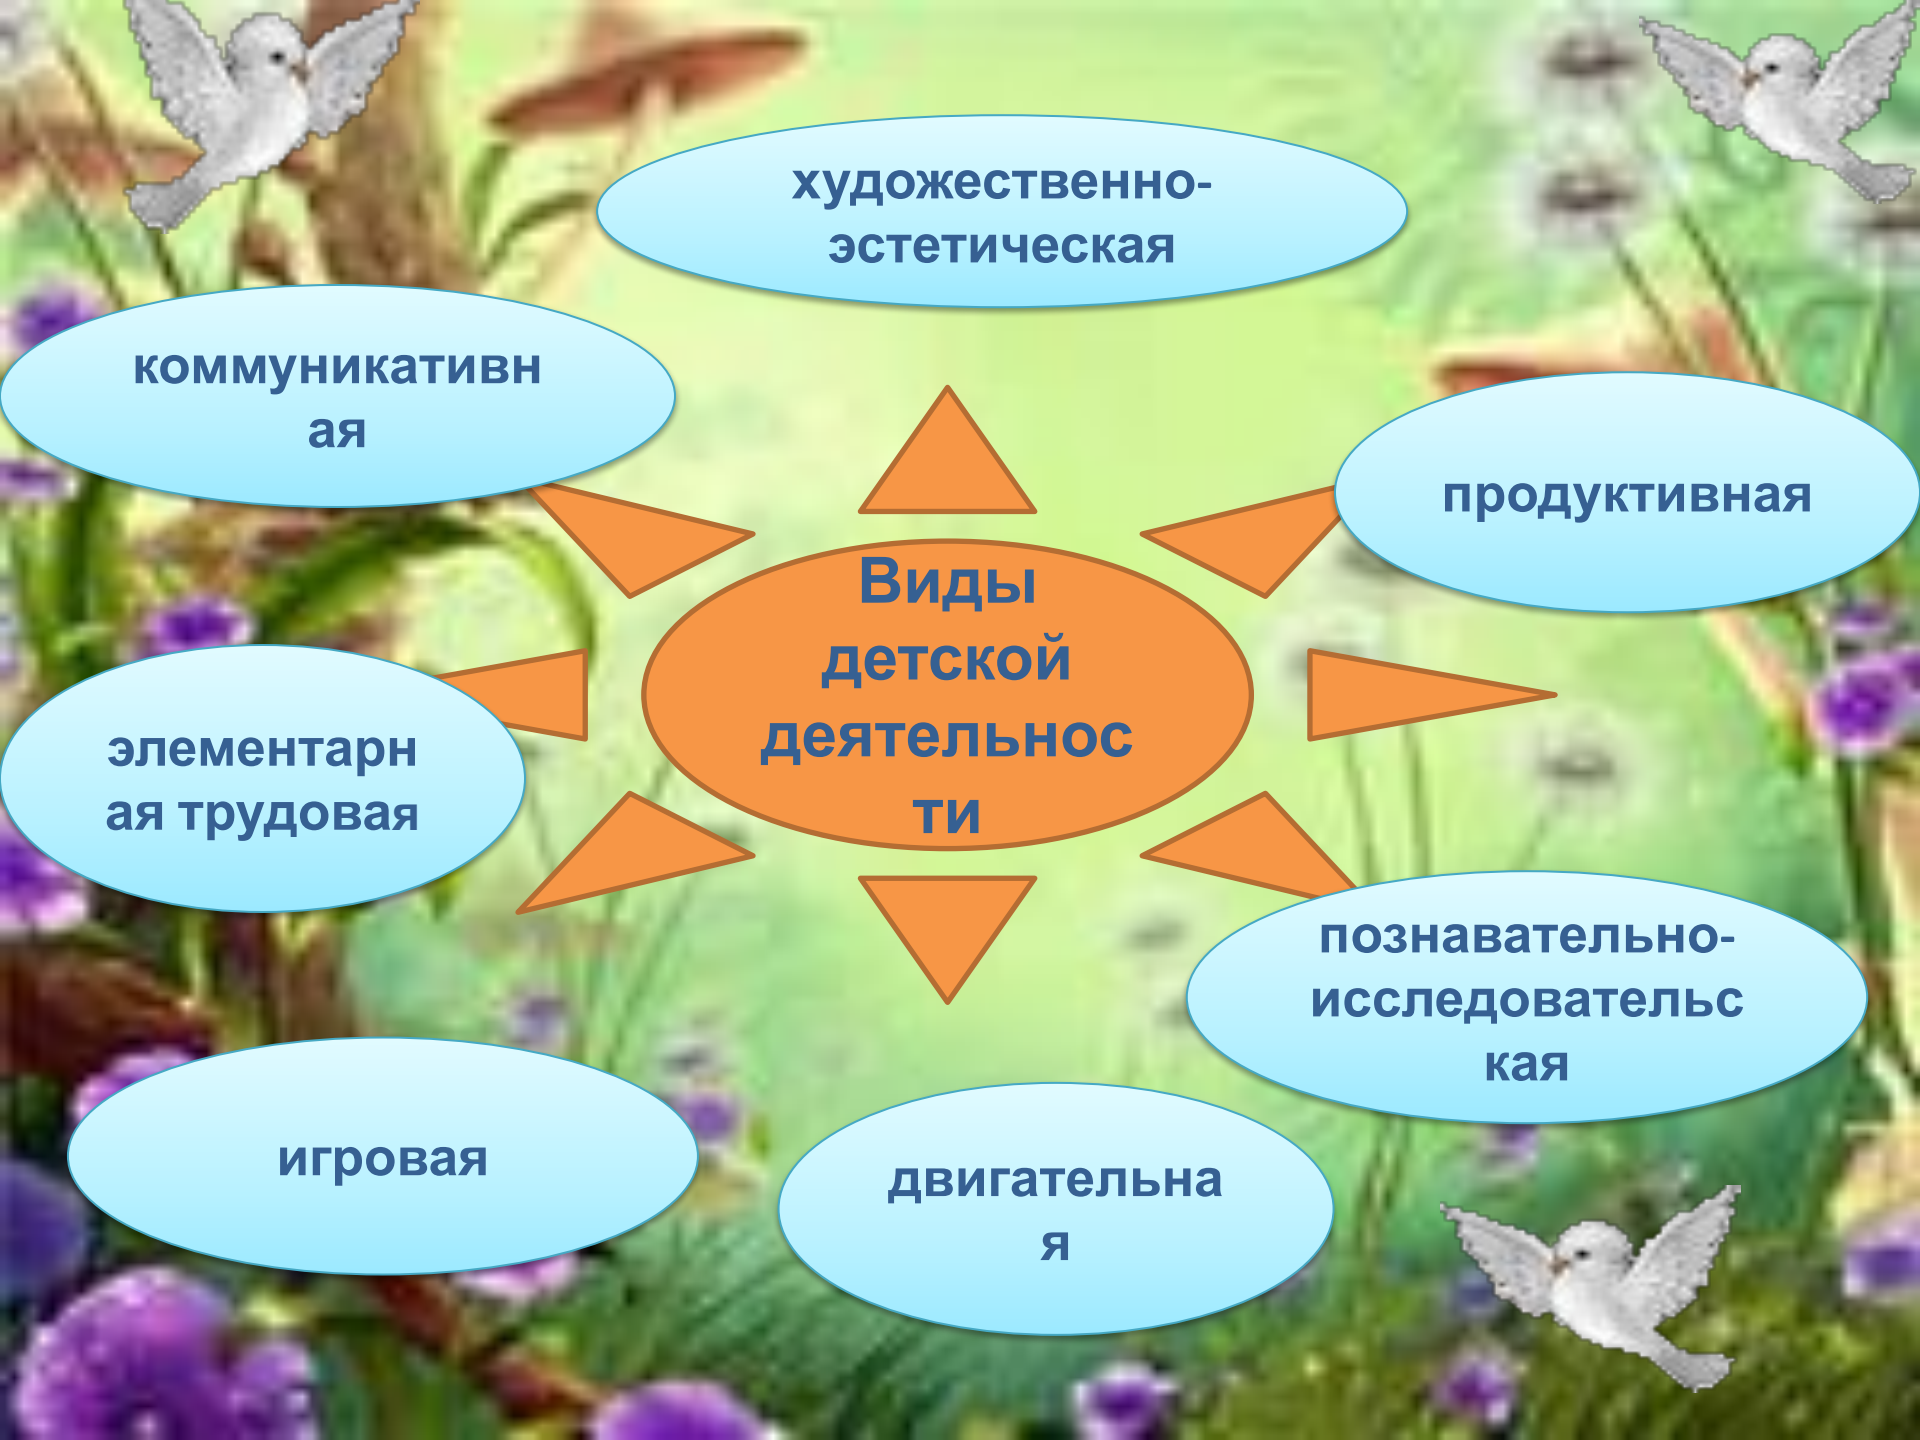 художественно-
эстетическая
коммуникативн
ая
продуктивная
Виды
детской
деятельнос
ти
элементарн
ая трудовая
познавательно-
исследовательс
кая
игровая
двигательна
я